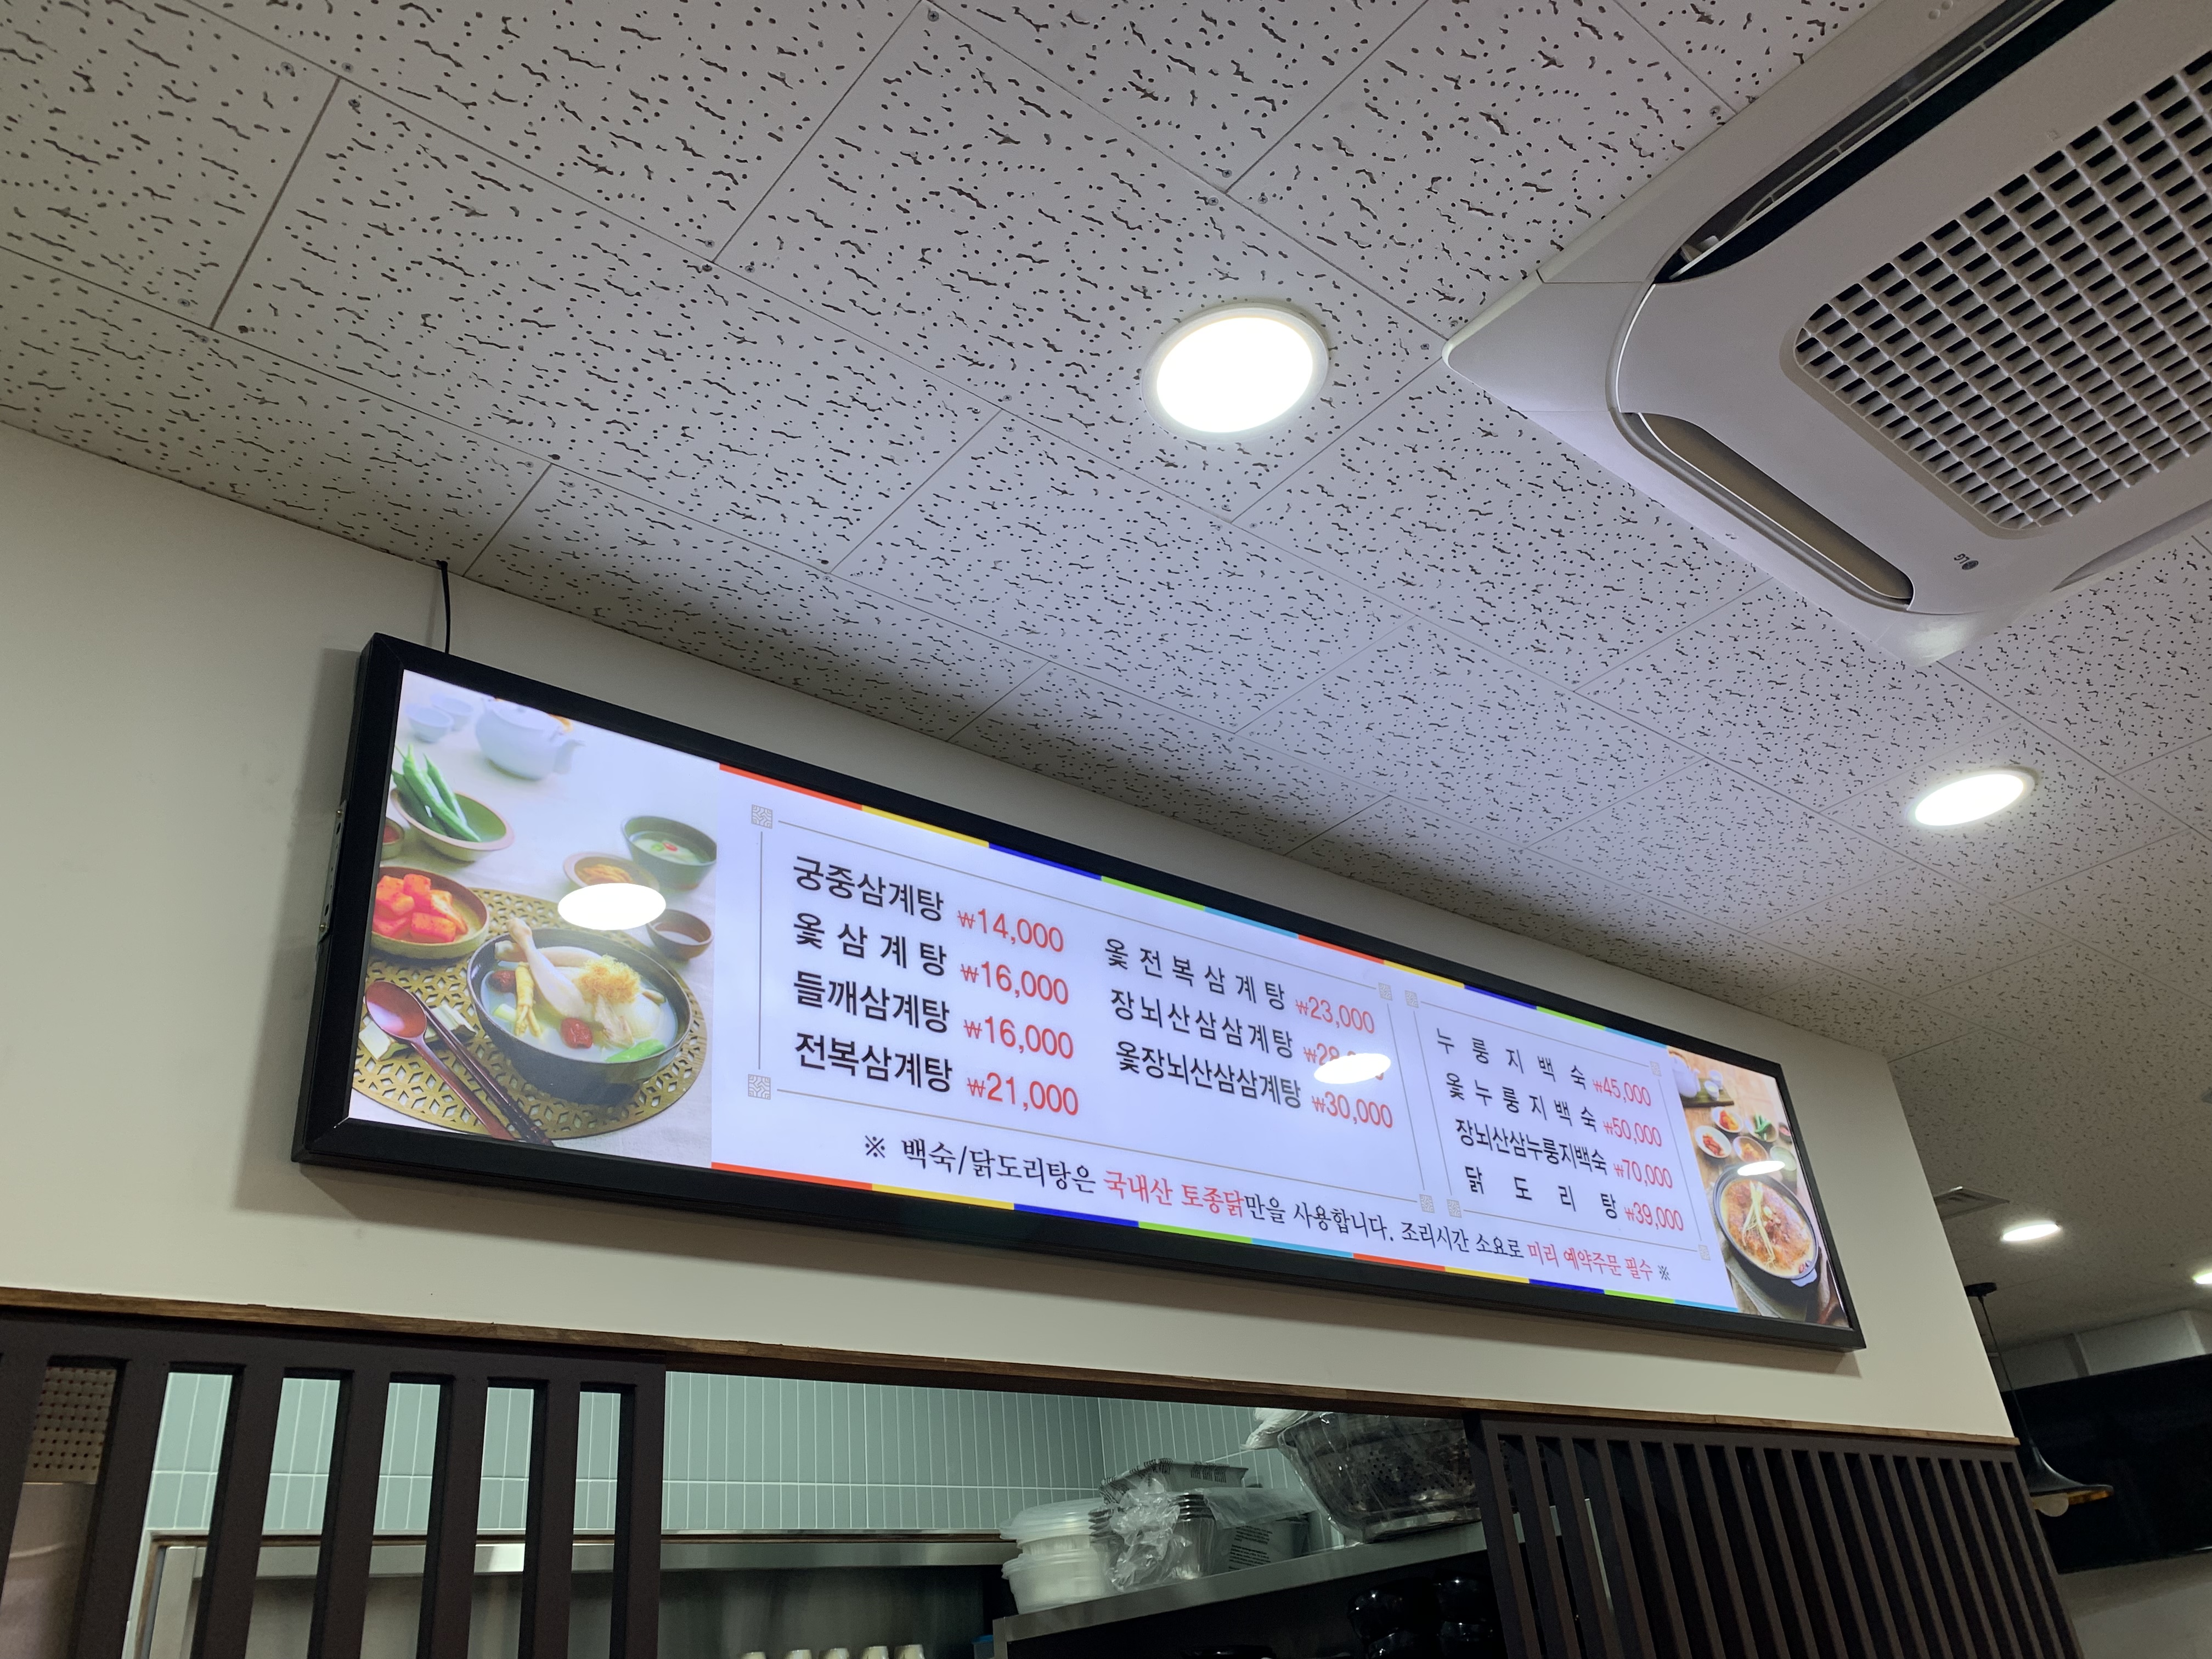 궁중삼계탕 ₩14,000
옻 삼 계 탕 ₩16,000
들깨삼계탕 ₩16,000
전복삼계탕 ₩21,000
옻 전 복 삼 계 탕 ₩23,000
장뇌산삼삼계탕
옻장뇌산삼삼계탕 ₩30,000
누 룽 지 백 숙 ₩45,000
옻 누 룽 지 백 숙 ₩50,000
장뇌산삼누룽지백숙 ₩70,000
닭 도 리 탕 ₩39,000
※ 백숙/닭도리탕은 국내산 토종닭만을 사용합니다. 조리시간 소요로 미리 예약주문 필수 ※